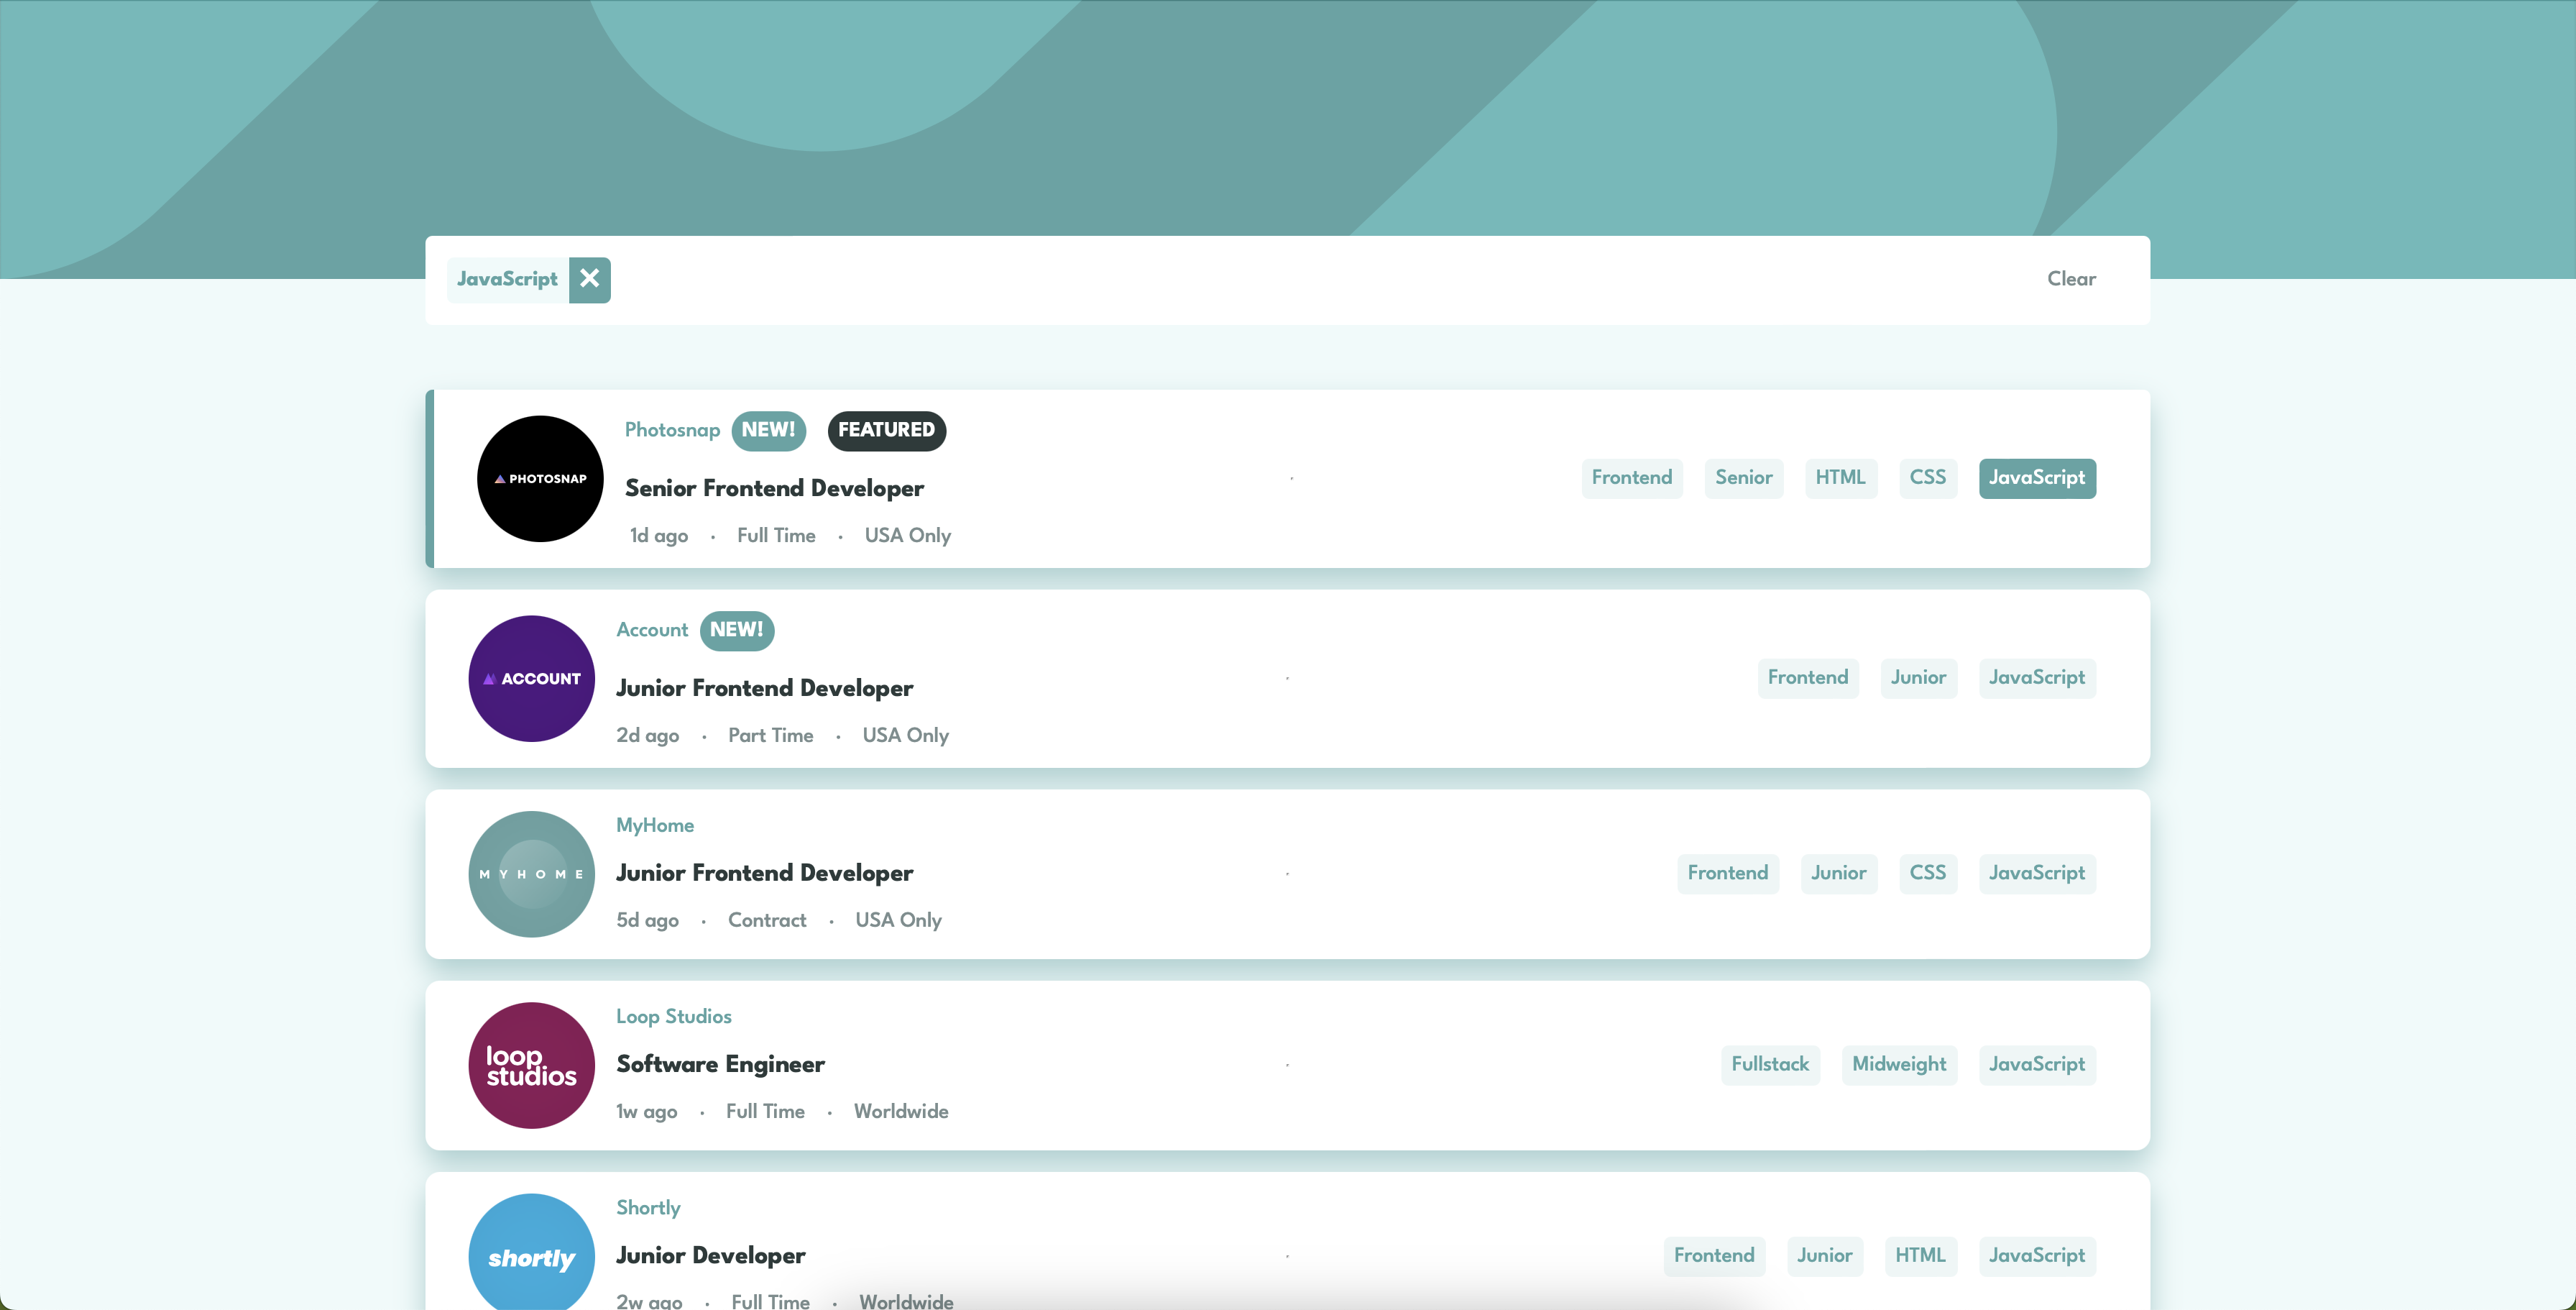 JavaScript ✕ Clear
Photosnap NEW! FEATURED
PHOTOSNAP
Senior Frontend Developer
1d ago · Full Time · USA Only
Frontend Senior HTML CSS JavaScript
Account NEW!
ACCOUNT
Junior Frontend Developer
2d ago · Part Time · USA Only
Frontend Junior JavaScript
MyHome
MYHOME
Junior Frontend Developer
5d ago · Contract · USA Only
Frontend Junior CSS JavaScript
Loop Studios
loop
studios
Software Engineer
1w ago · Full Time · Worldwide
Fullstack Midweight JavaScript
Shortly
shortly
Junior Developer
2w ago · Full Time · Worldwide
Frontend Junior HTML JavaScript